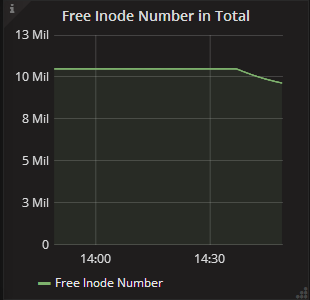 i
Free Inode Number in Total
13 Mil
10 Mil
8 Mil
5 Mil
3 Mil
0
14:00 14:30
Free Inode Number